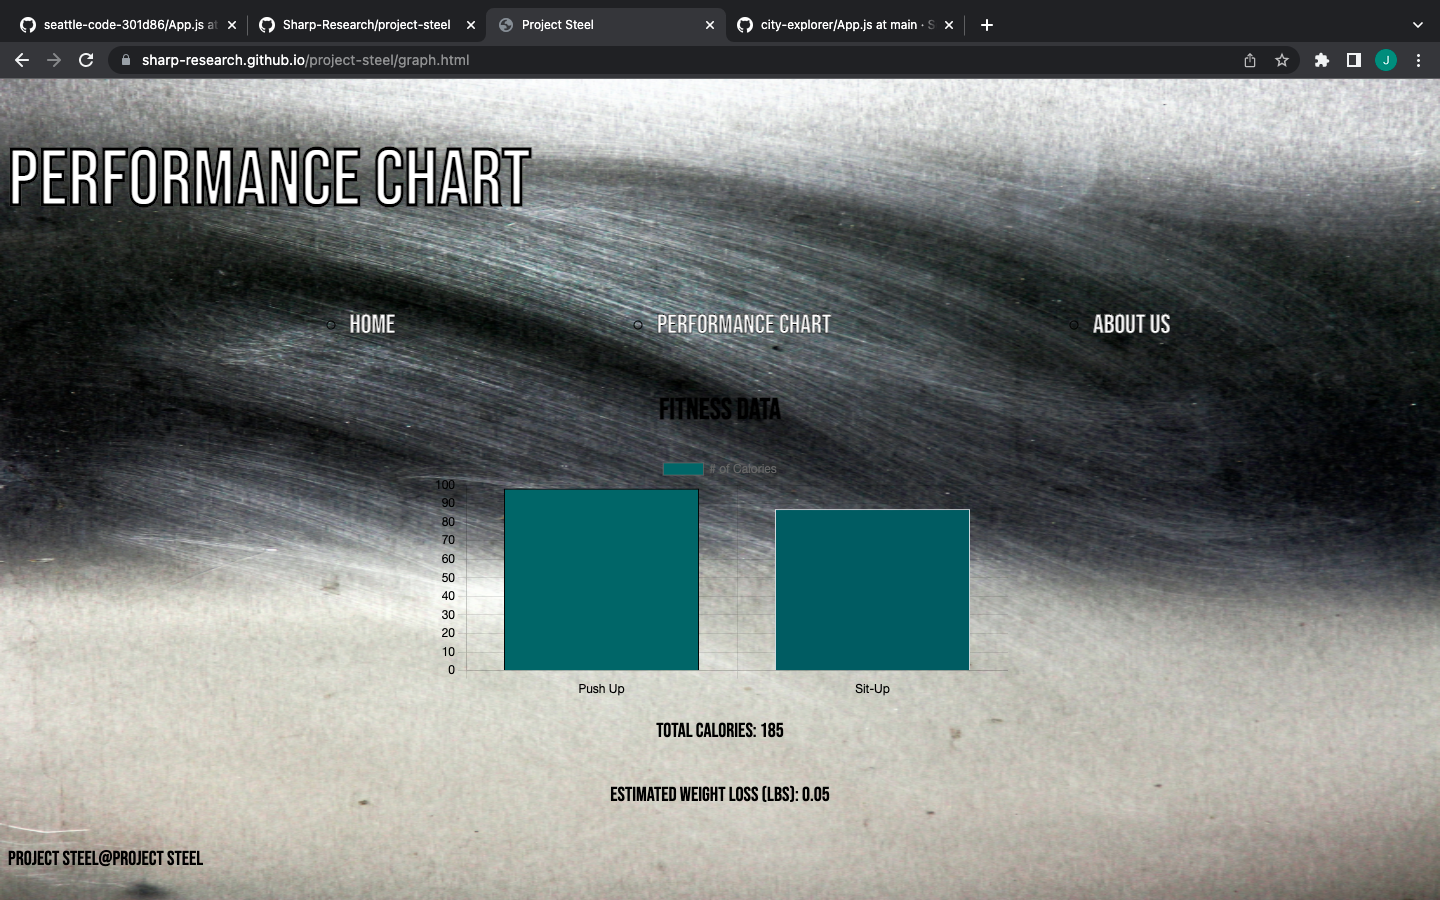 seattle-code-301d86/App.js at
Sharp-Research/project-steel
Project Steel
city-explorer/App.js at main · S
sharp-research.github.io/project-steel/graph.html
J
PERFORMANCE CHART
HOME
PERFORMANCE CHART
ABOUT US
FITNESS DATA
# of Calories
100
90
80
70
60
50
40
30
20
10
0
Push Up
Sit-Up
TOTAL CALORIES: 185
ESTIMATED WEIGHT LOSS (LBS): 0.05
PROJECT STEEL@PROJECT STEEL